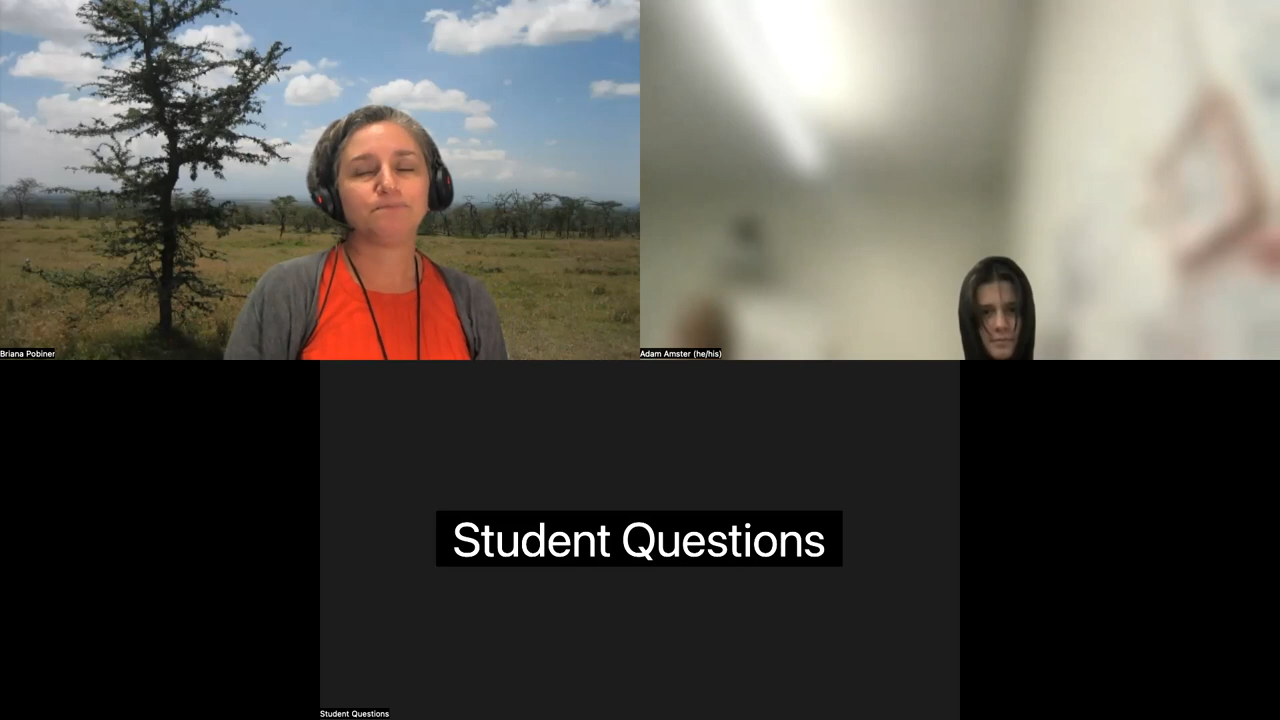 Briana Pobiner
Adam Amster (he/his)
Student Questions
Student Questions